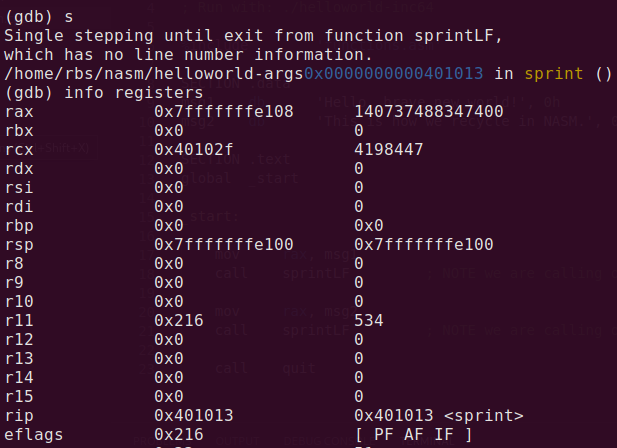 (gdb) s
Single stepping until exit from function sprintLF,
which has no line number information.
/home/rbs/nasm/helloworld-args0x0000000000401013 in sprint ()
(gdb) info registers
rax            0x7fffffffe108      140737488347400
rbx            0x0                 0
rcx            0x40102f            4198447
rdx            0x0                 0
rsi            0x0                 0
rdi            0x0                 0
rbp            0x0                 0x0
rsp            0x7fffffffe100      0x7fffffffe100
r8             0x0                 0
r9             0x0                 0
r10            0x0                 0
r11            0x216               534
r12            0x0                 0
r13            0x0                 0
r14            0x0                 0
r15            0x0                 0
rip            0x401013            0x401013 <sprint>
eflags         0x216               [ PF AF IF ]